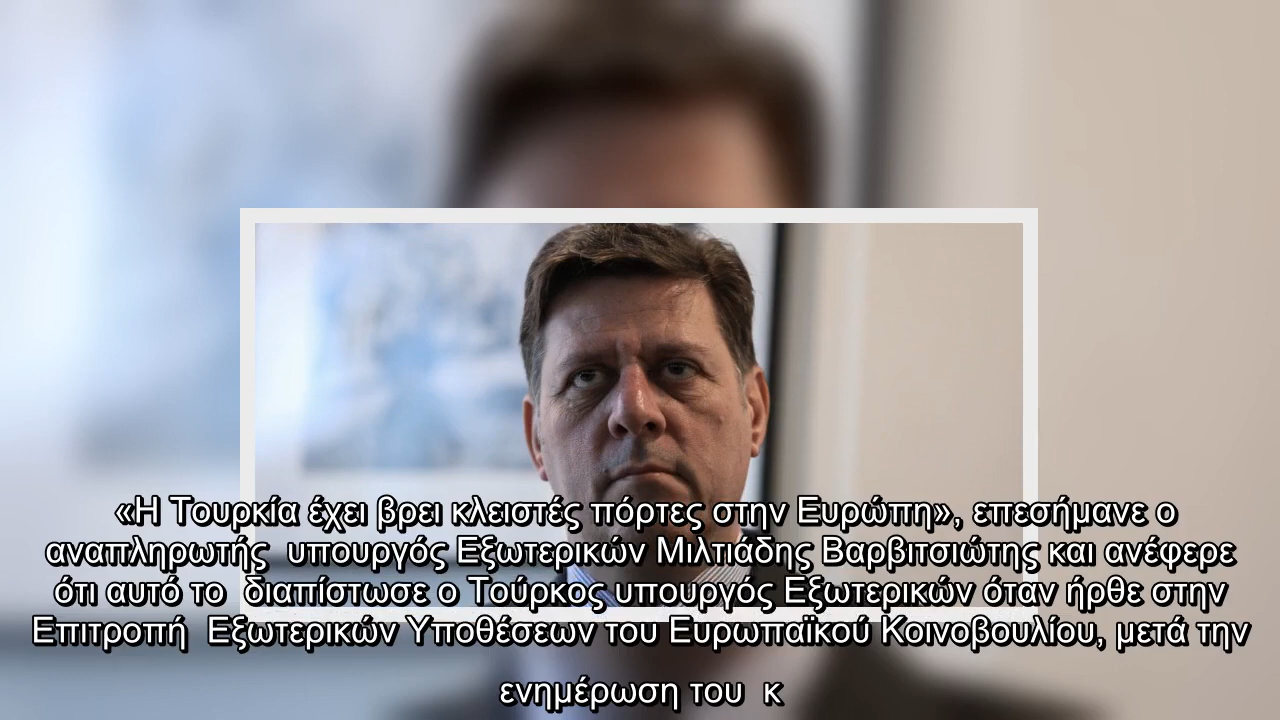 «Η Τουρκία έχει βρει κλειστές πόρτες στην Ευρώπη», επεσήμανε ο
αναπληρωτής υπουργός Εξωτερικών Μιλτιάδης Βαρβιτσιώτης και ανέφερε
ότι αυτό το διαπίστωσε ο Τούρκος υπουργός Εξωτερικών όταν ήρθε στην
Επιτροπή Εξωτερικών Υποθέσεων του Ευρωπαϊκού Κοινοβουλίου, μετά την
ενημέρωση του κ